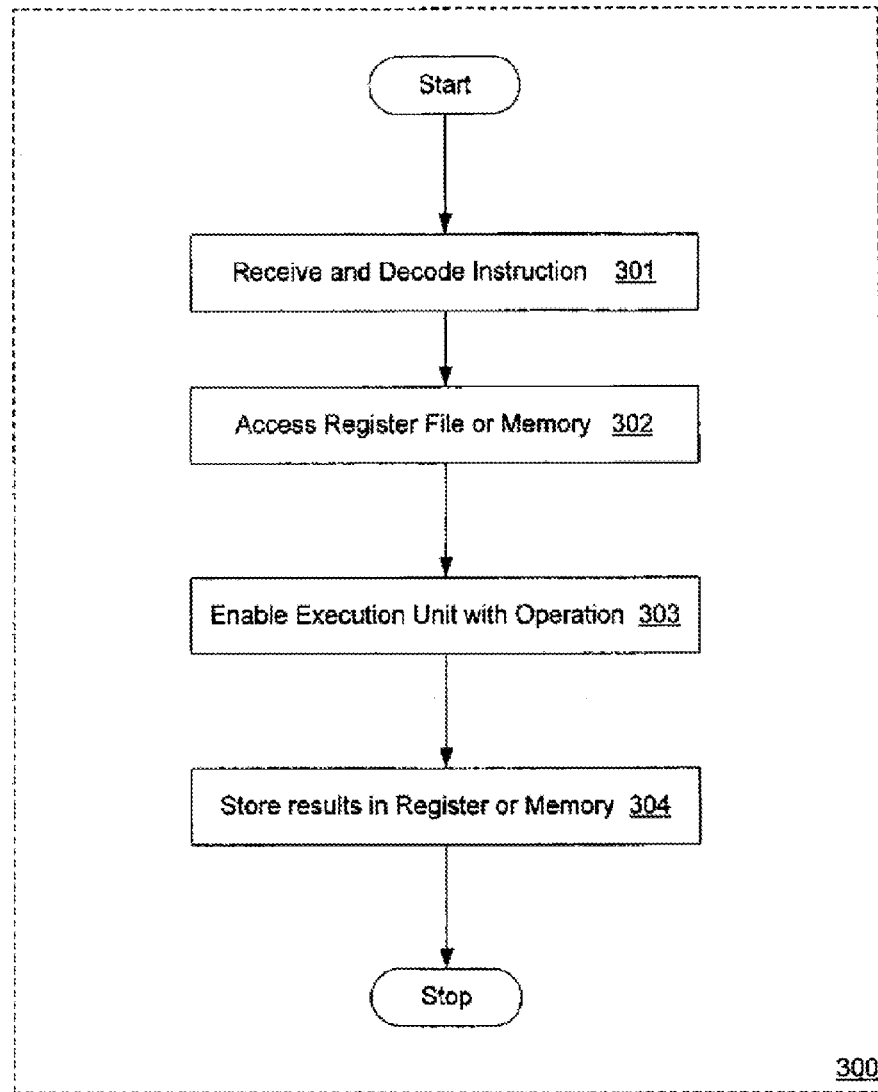 Start
Receive and Decode Instruction 301
Access Register File or Memory 302
Enable Execution Unit with Operation 303
Store results in Register or Memory 304
Stop
300